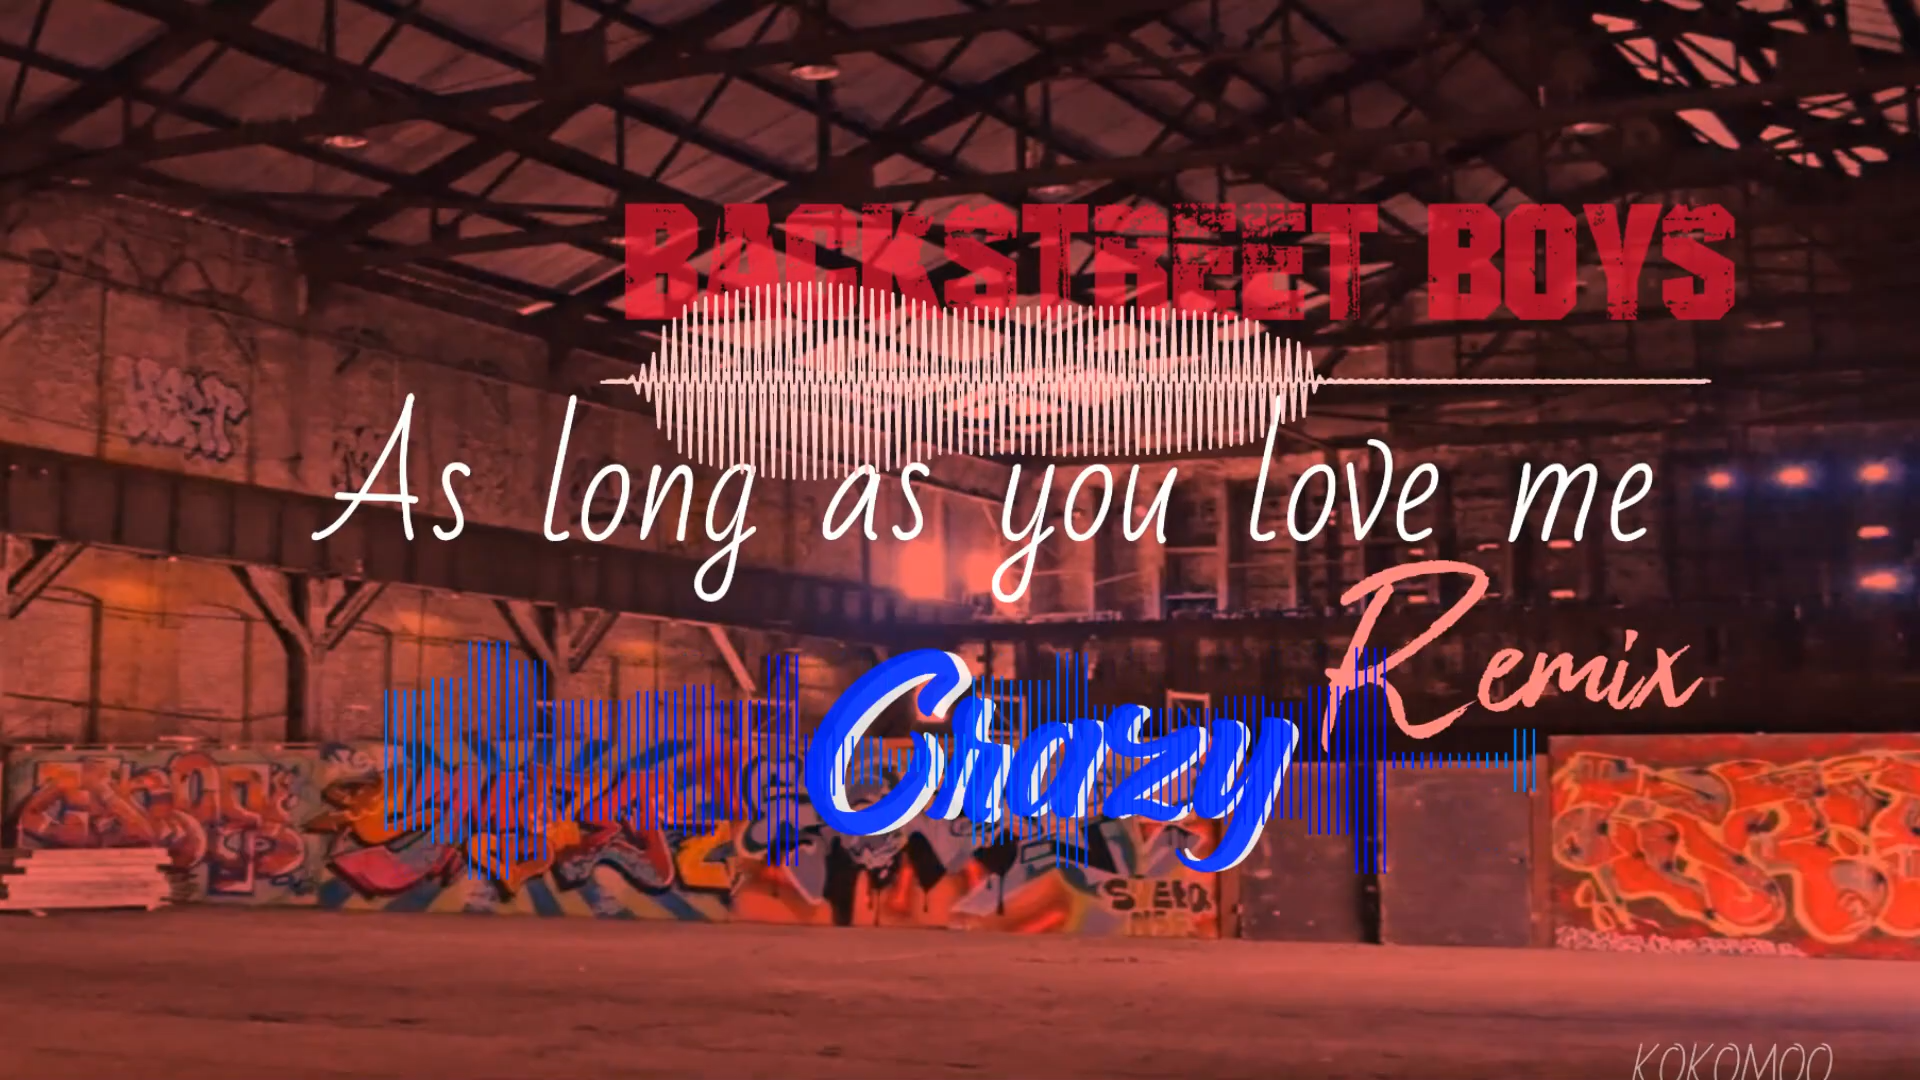 BACKSTREET BOYS
As long as you love me
Remix
Crazy
KOKOMOO